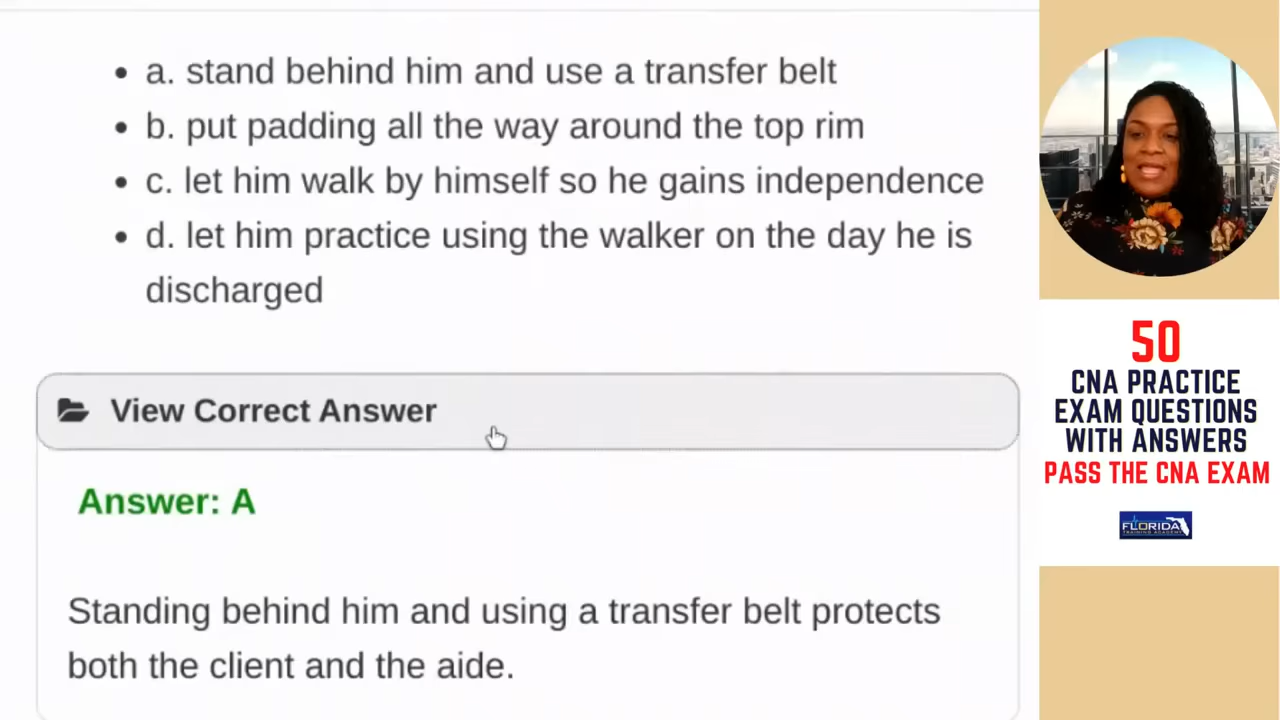 a. stand behind him and use a transfer belt
b. put padding all the way around the top rim
c. let him walk by himself so he gains independence
d. let him practice using the walker on the day he is
discharged
View Correct Answer
Answer: A
Standing behind him and using a transfer belt protects
both the client and the aide.
50
CNA PRACTICE
EXAM QUESTIONS
WITH ANSWERS
PASS THE CNA EXAM
FLORIDA
TRAINING ACADEMY